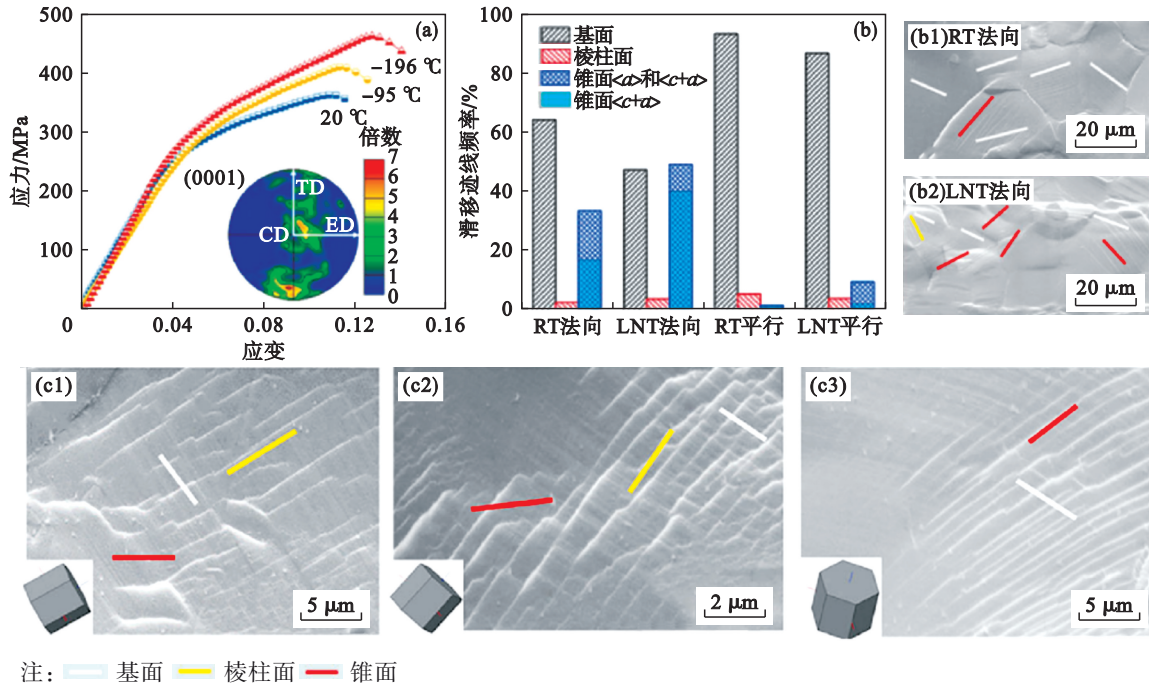 500
400
300
200
100
0
应力/MPa
(a)
−196 ℃
−95 ℃
20 ℃
(0001)
TD
CD
ED
倍数
7
6
5
4
3
2
1
0
0.04
0.08
0.12
0.16
应变
100
80
60
40
20
0
滑移迹线频率/%
(b)
基面
棱柱面
锥面<a>和<c+a>
锥面<c+a>
RT法向
LNT法向
RT平行
LNT平行
(b1)RT法向
20 μm
(b2)LNT法向
20 μm
(c1)
5 μm
(c2)
2 μm
(c3)
5 μm
注： 基面 棱柱面 锥面